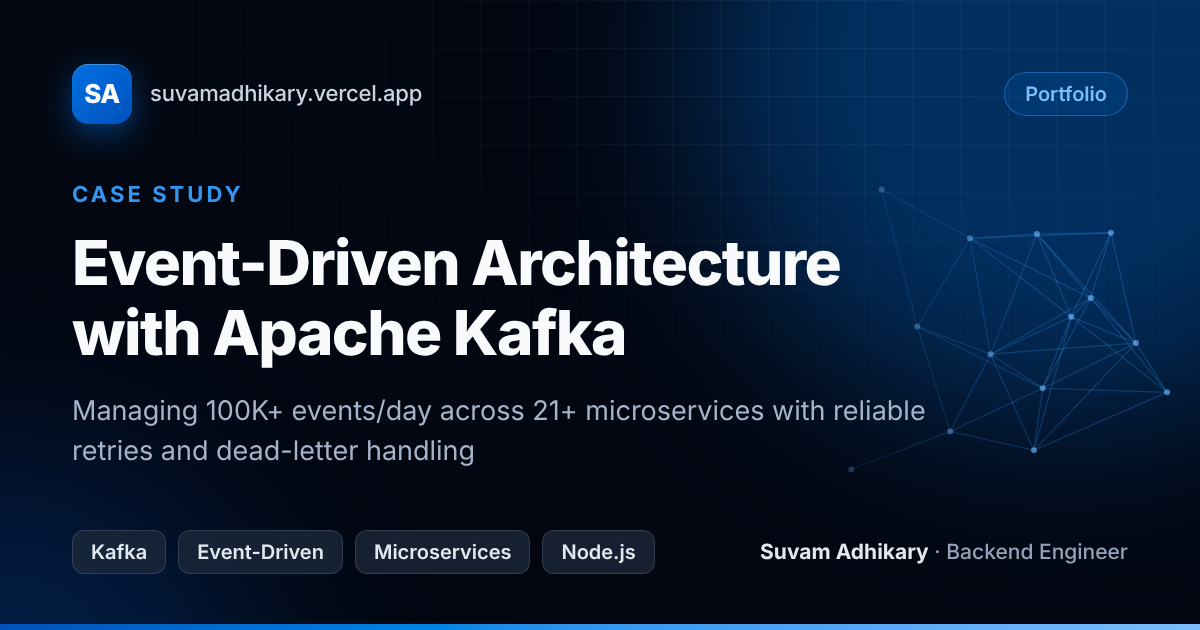 SA
suvamadhikary.vercel.app
Portfolio
CASE STUDY
Event-Driven Architecture
with Apache Kafka
Managing 100K+ events/day across 21+ microservices with reliable
retries and dead-letter handling
Kafka
Event-Driven
Microservices
Node.js
Suvam Adhikary · Backend Engineer